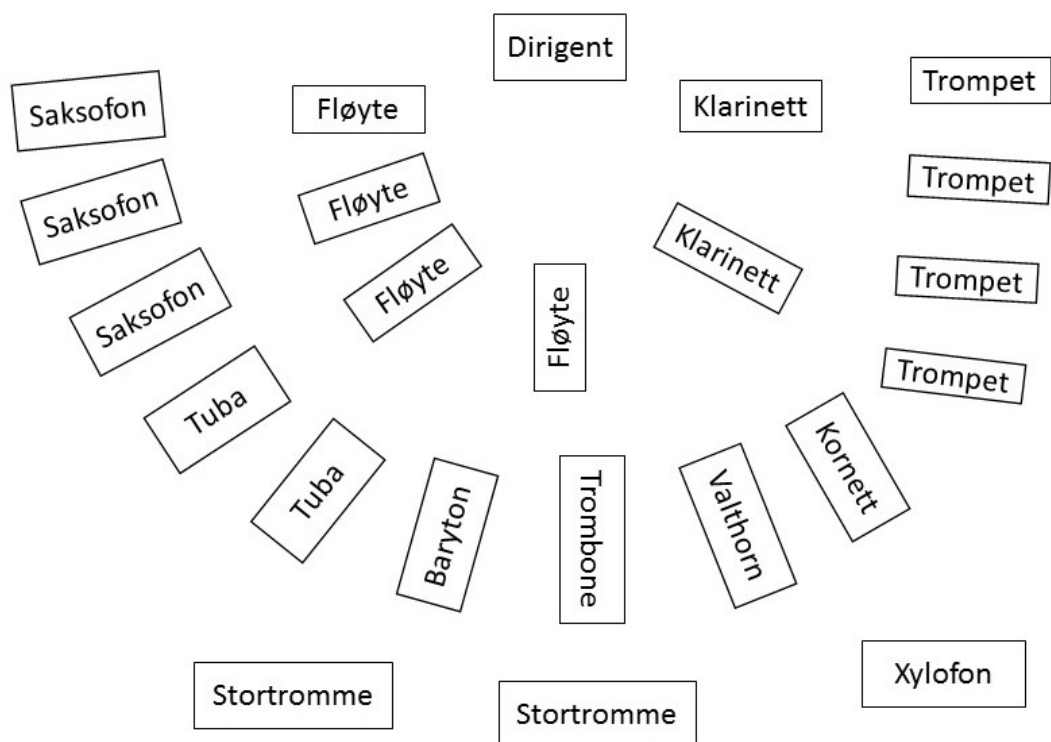 Dirigent
Saksofon
Fløyte
Klarinett
Trompet
Saksofon
Fløyte
Trompet
Saksofon
Fløyte
Klarinett
Trompet
Fløyte
Trompet
Tuba
Tuba
Baryton
Trombone
Valthorn
Kornett
Stortromme
Stortromme
Xylofon